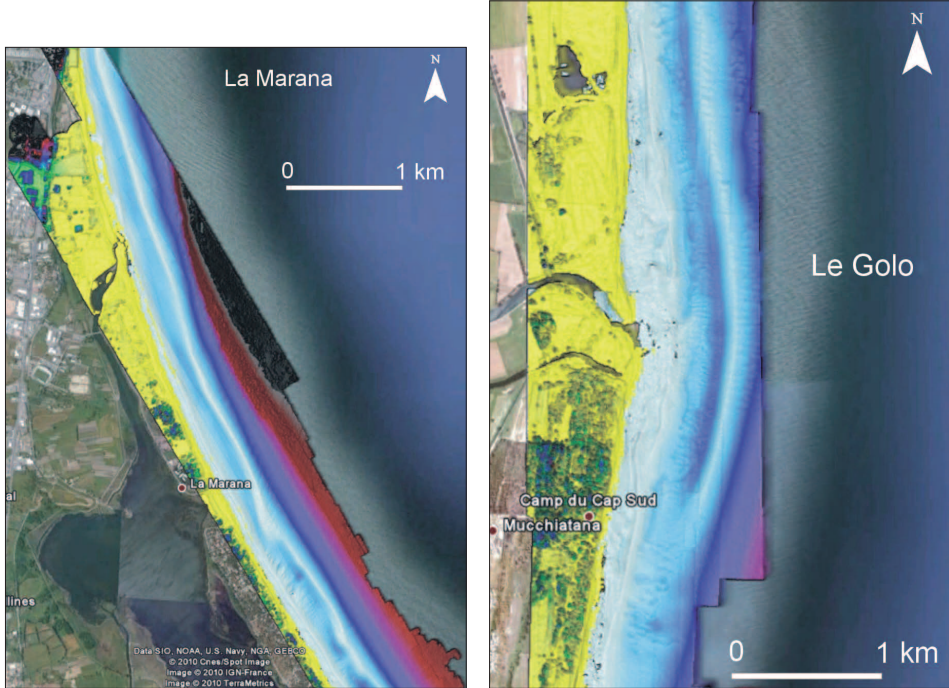 La Marana
N
0 1 km
La Marana
al
lines
Data SIO, NOAA, U.S. Navy, NGA, GEBCO
© 2010 Cnes/Spot Image
Image © 2010 IGN-France
Image © 2010 TerraMetrics
N
Le Golo
Camp du Cap Sud
Mucchiatana
0 1 km